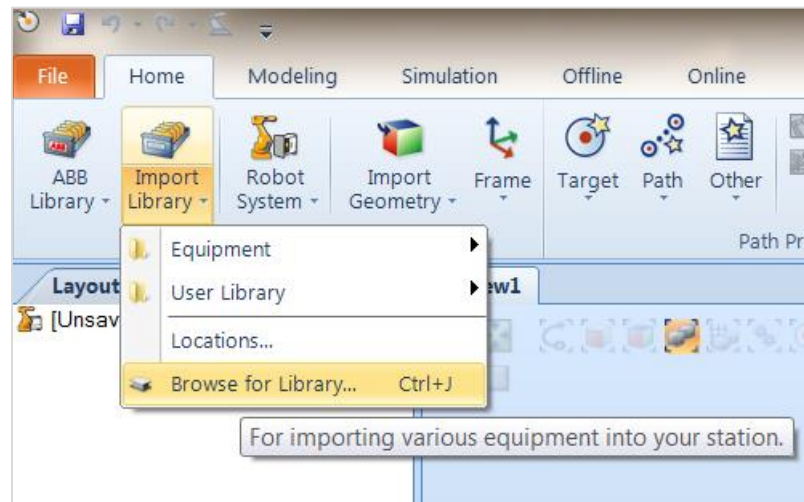 File Home Modeling Simulation Offline Online
ABB Library
Import Library
Robot System
Import Geometry
Frame
Target
Path
Other
Path Pr
Equipment
User Library
Locations...
Browse for Library... Ctrl+J
For importing various equipment into your station.
Layout
ew1
[Unsav